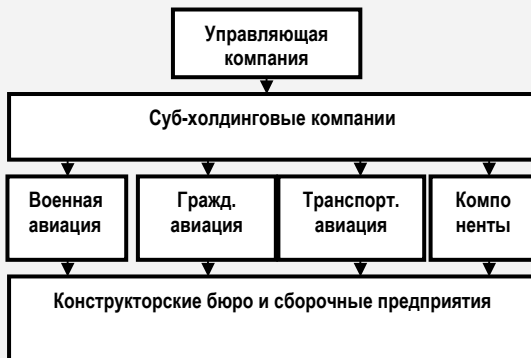 Управляющая
компания
Суб-холдинговые компании
Военная
авиация
Гражд.
авиация
Транспорт.
авиация
Компо
ненты
Конструкторские бюро и сборочные предприятия